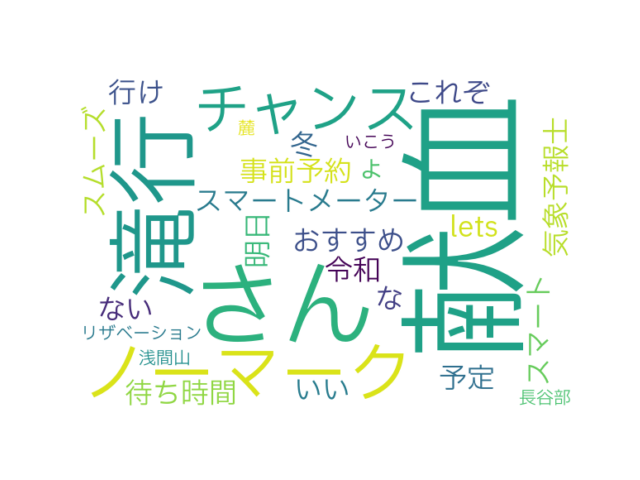 行け
チャンス
これぞ
スムーズ
滝行
麓
冬
いこう
献血
気象予報士
事前予約
よ
スマートメーター
明日
おすすめ
lets
さん
令和
な
ない
リザベーション
浅間山
ノーマーク
予定
スマート
待ち時間
いい
長谷部